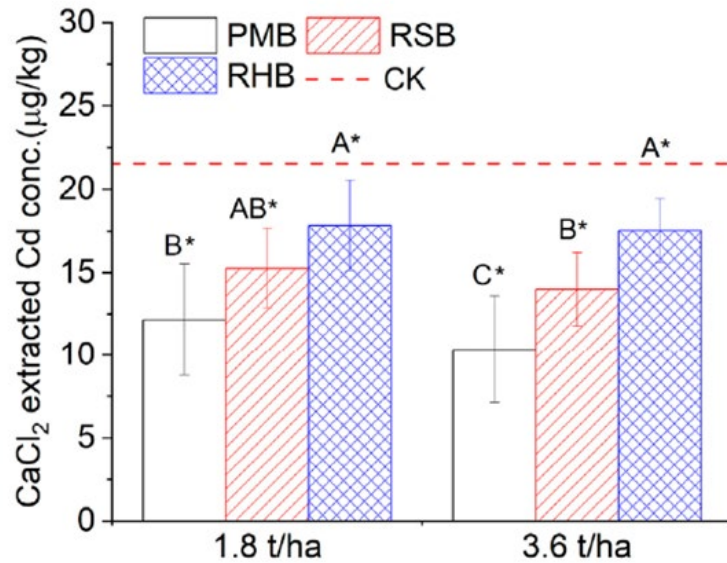 CaCl₂ extracted Cd conc.(μg/kg)
30
25
20
15
10
5
0
PMB RSB
RHB CK
B* AB* A*
C* B* A*
1.8 t/ha 3.6 t/ha